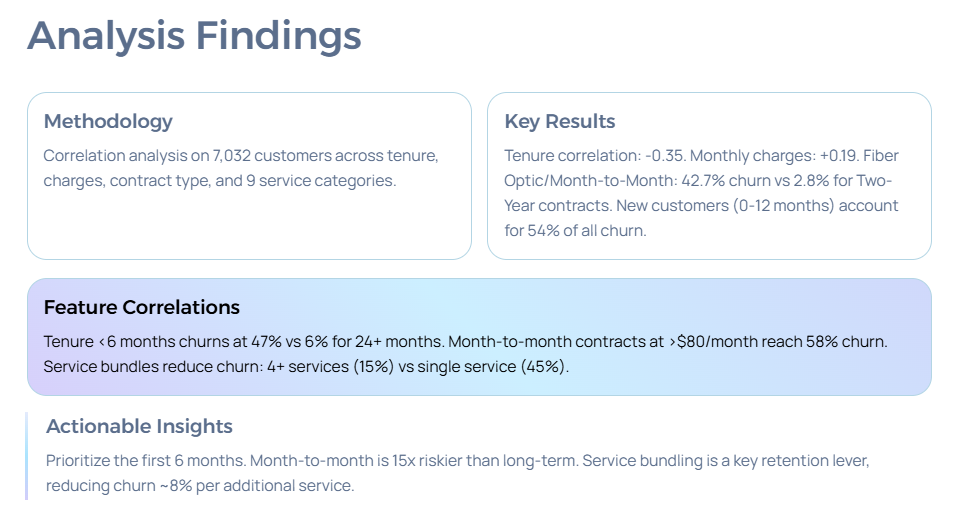 Analysis Findings
Methodology
Correlation analysis on 7,032 customers across tenure,
charges, contract type, and 9 service categories.
Key Results
Tenure correlation: -0.35. Monthly charges: +0.19. Fiber
Optic/Month-to-Month: 42.7% churn vs 2.8% for Two-
Year contracts. New customers (0-12 months) account
for 54% of all churn.
Feature Correlations
Tenure <6 months churns at 47% vs 6% for 24+ months. Month-to-month contracts at >$80/month reach 58% churn.
Service bundles reduce churn: 4+ services (15%) vs single service (45%).
Actionable Insights
Prioritize the first 6 months. Month-to-month is 15x riskier than long-term. Service bundling is a key retention lever,
reducing churn ~8% per additional service.